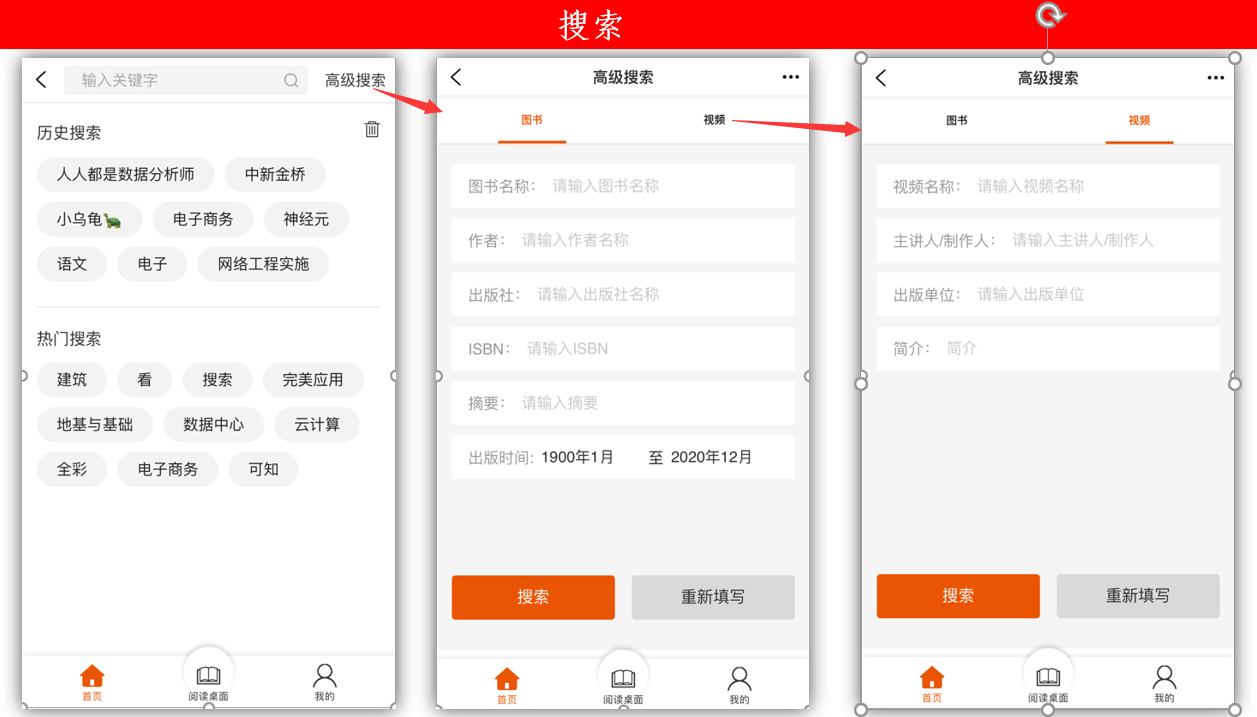 搜索
输入关键字 高级搜索
历史搜索
人人都是数据分析师 中新金桥
小乌龟🐢 电子商务 神经元
语文 电子 网络工程实施
热门搜索
建筑 看 搜索 完美应用
地基与基础 数据中心 云计算
全彩 电子商务 可知
首页 阅读桌面 我的
高级搜索
图书 视频
图书名称： 请输入图书名称
作者： 请输入作者名称
出版社： 请输入出版社名称
ISBN： 请输入ISBN
摘要： 请输入摘要
出版时间: 1900年1月 至 2020年12月
搜索 重新填写
首页 阅读桌面 我的
高级搜索
图书 视频
视频名称： 请输入视频名称
主讲人/制作人： 请输入主讲人/制作人
出版单位： 请输入出版单位
简介： 简介
搜索 重新填写
首页 阅读桌面 我的